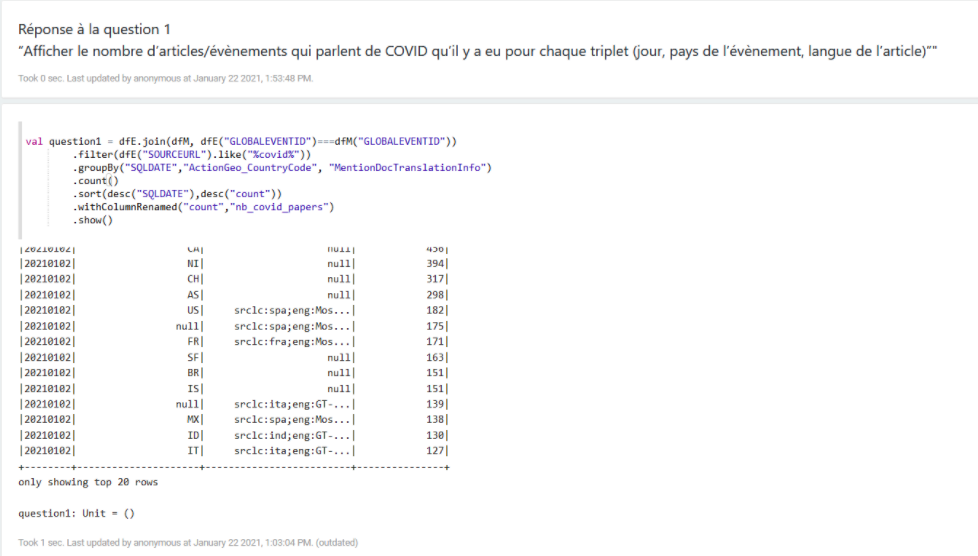 Réponse à la question 1
“Afficher le nombre d’articles/évènements qui parlent de COVID qu’il y a eu pour chaque triplet (jour, pays de l’évènement, langue de l’article)”"
Took 0 sec. Last updated by anonymous at January 22 2021, 1:53:48 PM.
val question1 = dfE.join(dfM, dfE("GLOBALEVENTID")===dfM("GLOBALEVENTID"))
.filter(dfE("SOURCEURL").like("%covid%"))
.groupBy("SQLDATE","ActionGeo_CountryCode", "MentionDocTranslationInfo")
.count()
.sort(desc("SQLDATE"),desc("count"))
.withColumnRenamed("count","nb_covid_papers")
.show()
|20210102| CA| null| 456|
|20210102| NI| null| 394|
|20210102| CH| null| 317|
|20210102| AS| null| 298|
|20210102| US| srclc:spa;eng:Mos...| 182|
|20210102| null| srclc:spa;eng:Mos...| 175|
|20210102| FR| srclc:fra;eng:Mos...| 171|
|20210102| SF| null| 163|
|20210102| BR| null| 151|
|20210102| IS| null| 151|
|20210102| null| srclc:ita;eng:GT-...| 139|
|20210102| MX| srclc:spa;eng:Mos...| 138|
|20210102| ID| srclc:ind;eng:GT-...| 130|
|20210102| IT| srclc:ita;eng:GT-...| 127|
+--------+---------------------+-------------------------+---------------+
only showing top 20 rows
question1: Unit = ()
Took 1 sec. Last updated by anonymous at January 22 2021, 1:03:04 PM. (outdated)